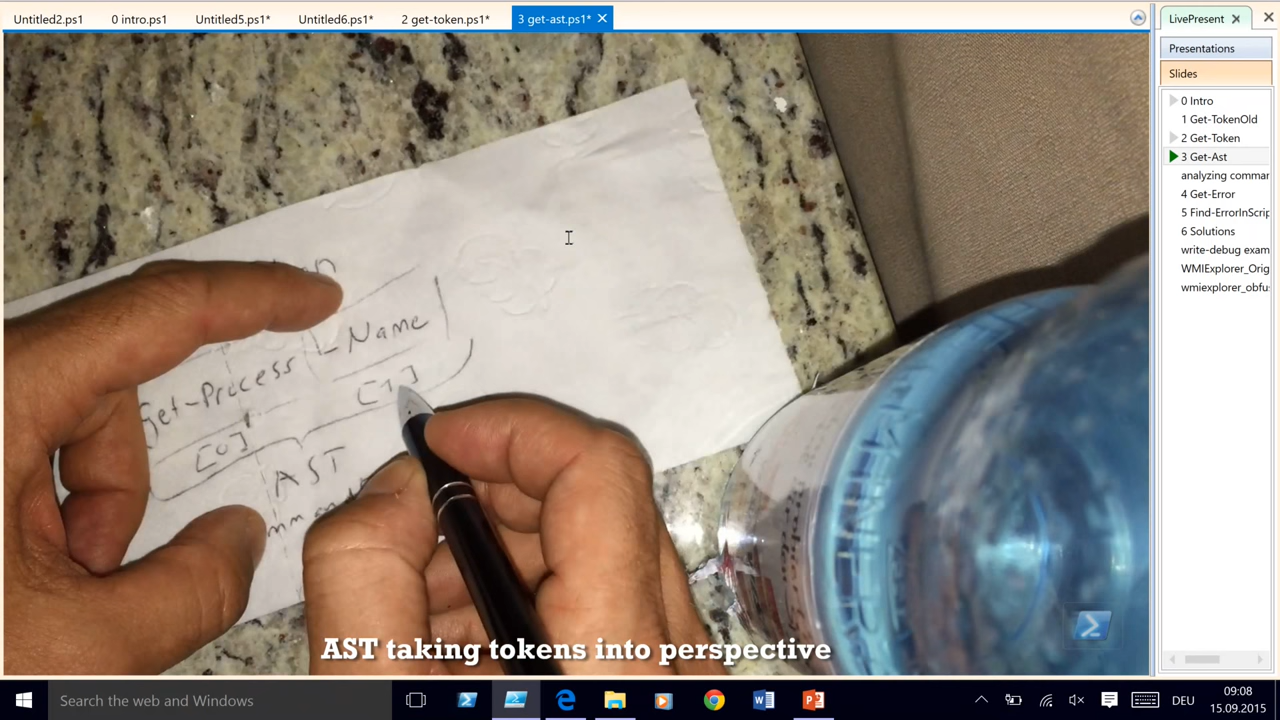 Untitled2.ps1 0 intro.ps1 Untitled5.ps1* Untitled6.ps1* 2 get-token.ps1* 3 get-ast.ps1*
LivePresent
Presentations
Slides
0 Intro
1 Get-TokenOld
2 Get-Token
3 Get-Ast
analyzing commar
4 Get-Error
5 Find-ErrorInScrip
6 Solutions
write-debug exam
WMIExplorer_Orig
wmiexplorer_obfus
Get-Process -Name
[0] [1]
AST
AST taking tokens into perspective
Search the web and Windows
DEU
09:08
15.09.2015